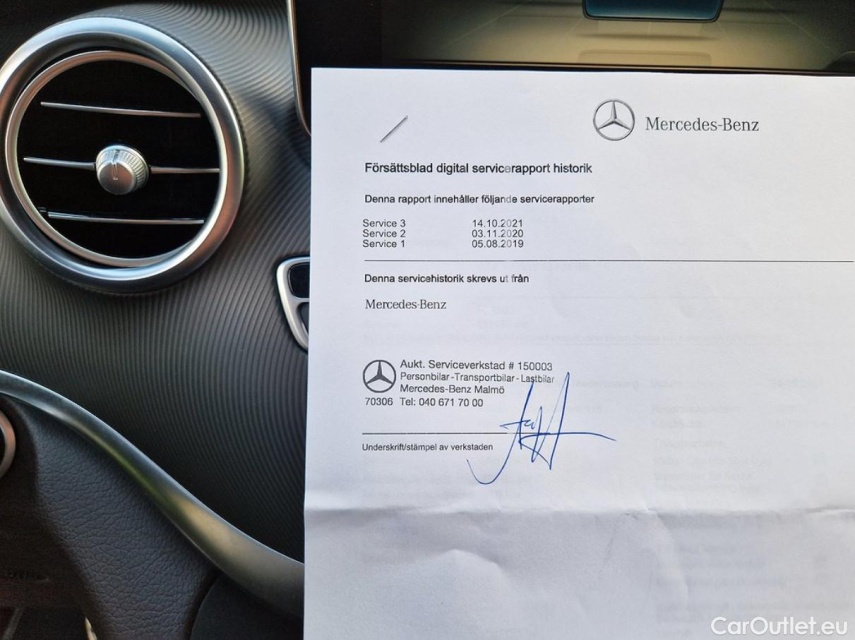 Mercedes-Benz
Försättsblad digital servicerapport historik
Denna rapport innehåller följande servicerapporter
Service 3 14.10.2021
Service 2 03.11.2020
Service 1 05.08.2019
Denna servicehistorik skrevs ut från
Mercedes-Benz
Aukt. Serviceverkstad # 150003
Personbilar-Transportbilar-Lastbilar
Mercedes-Benz Malmö
70306 Tel: 040 671 70 00
Underskrift/stämpel av verkstaden
CarOutlet.eu